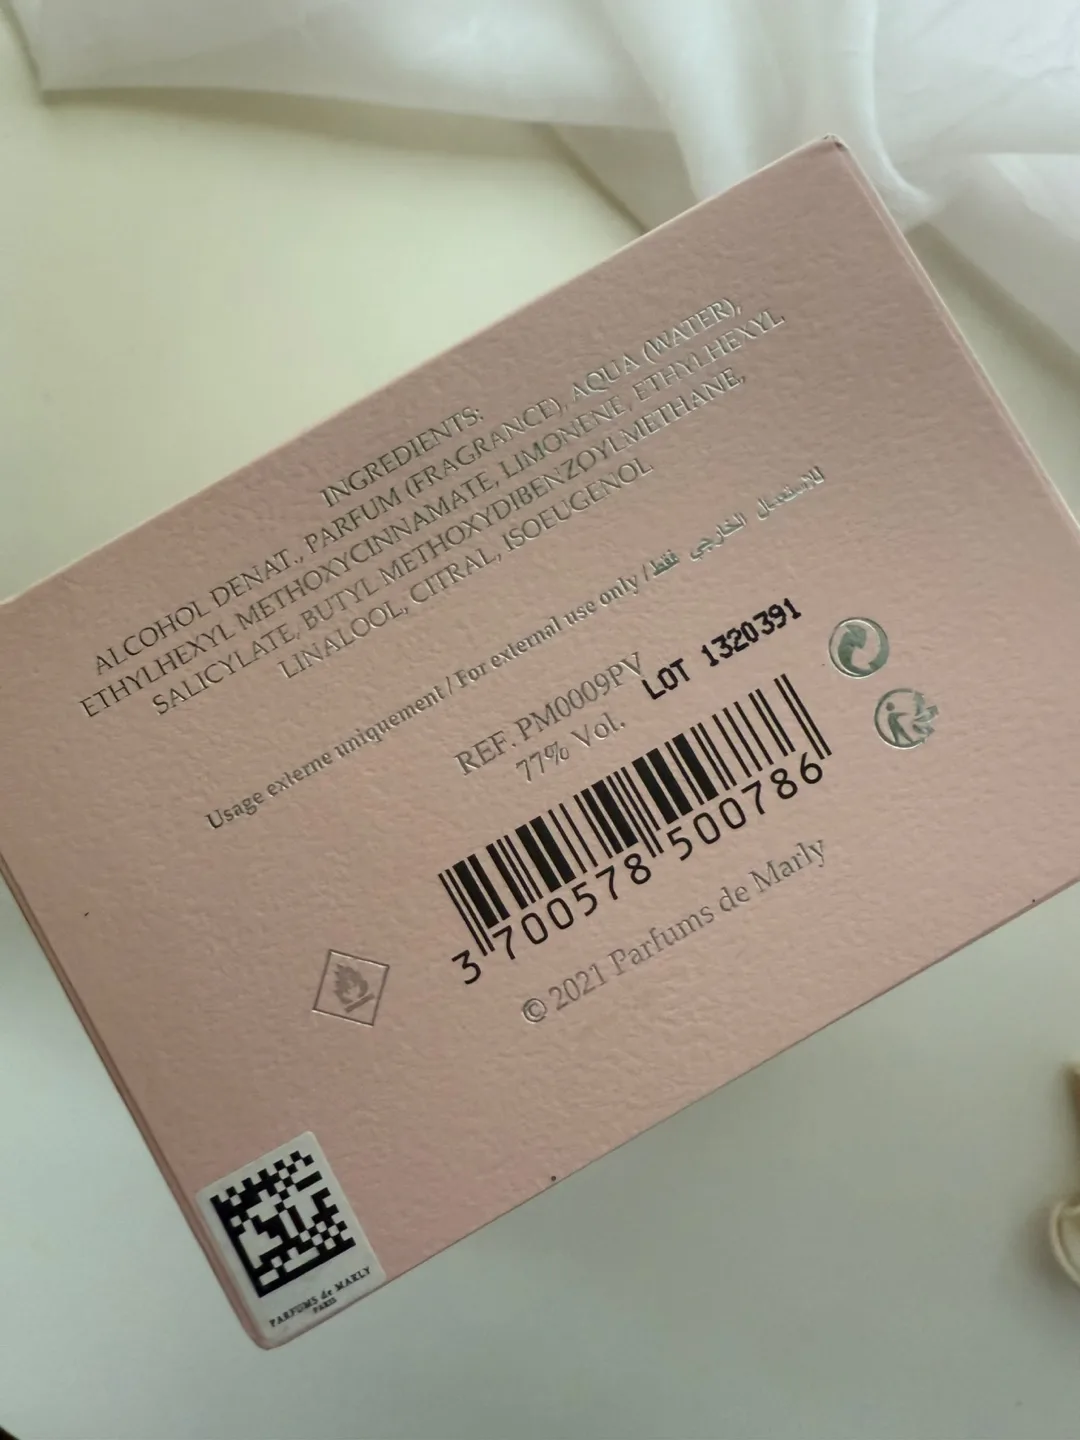 INGREDIENTS:
ALCOHOL DENAT., PARFUM (FRAGRANCE), AQUA (WATER),
ETHYLHEXYL METHOXYCINNAMATE, LIMONENE, ETHYLHEXYL
SALICYLATE, BUTYL METHOXYDIBENZOYLMETHANE,
LINALOOL, CITRAL, ISOEUGENOL
Usage externe uniquement / For external use only / للاستعمال الخارجي فقط
REF. PM0009PV
LOT 1320391
77% Vol.
3 700578 500786
© 2021 Parfums de Marly
PARFUMS de MARLY
PARIS